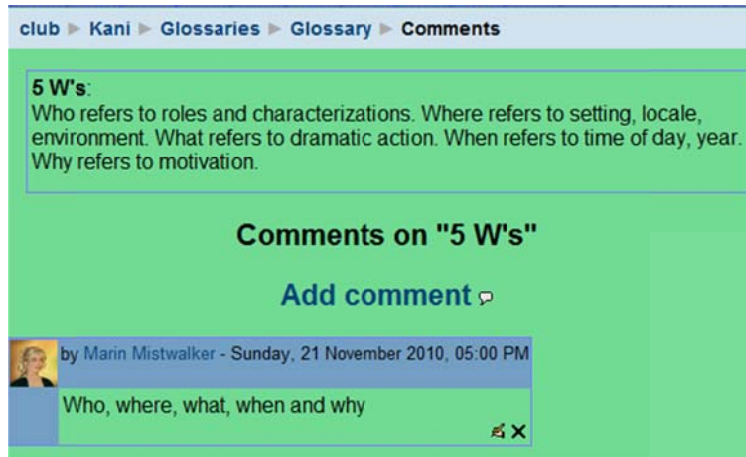 club ► Kani ► Glossaries ► Glossary ► Comments
5 W's:
Who refers to roles and characterizations. Where refers to setting, locale,
environment. What refers to dramatic action. When refers to time of day, year.
Why refers to motivation.
Comments on "5 W's"
Add comment
by Marin Mistwalker - Sunday, 21 November 2010, 05:00 PM
Who, where, what, when and why